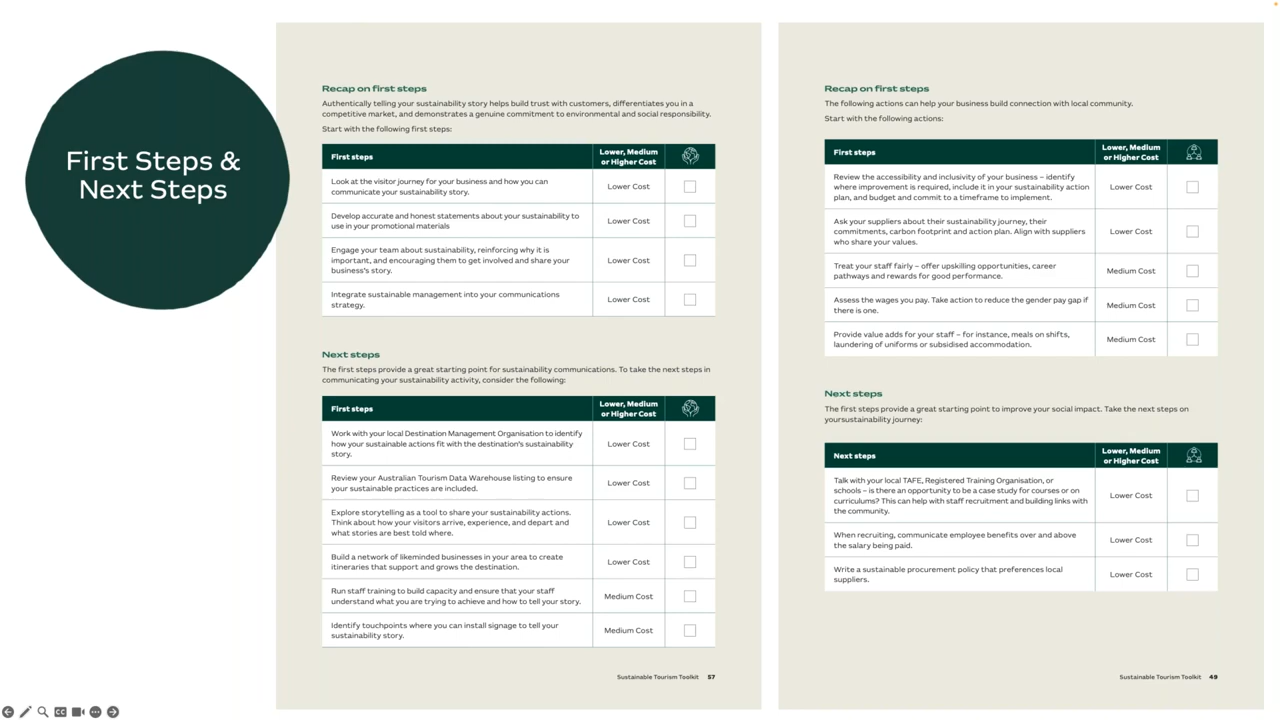 First Steps &
Next Steps
Recap on first steps
Authentically telling your sustainability story helps build trust with customers, differentiates you in a
competitive market, and demonstrates a genuine commitment to environmental and social responsibility.
Start with the following first steps:
First steps
Lower, Medium
or Higher Cost
Look at the visitor journey for your business and how you can
communicate your sustainability story.
Lower Cost
Develop accurate and honest statements about your sustainability to
use in your promotional materials
Lower Cost
Engage your team about sustainability, reinforcing why it is
important, and encouraging them to get involved and share your
business's story.
Lower Cost
Integrate sustainable management into your communications
strategy.
Lower Cost
Next steps
The first steps provide a great starting point for sustainability communications. To take the next steps in
communicating your sustainability activity, consider the following:
First steps
Lower, Medium
or Higher Cost
Work with your local Destination Management Organisation to identify
how your sustainable actions fit with the destination's sustainability
story.
Lower Cost
Review your Australian Tourism Data Warehouse listing to ensure
your sustainable practices are included.
Lower Cost
Explore storytelling as a tool to share your sustainability actions.
Think about how your visitors arrive, experience, and depart and
what stories are best told where.
Lower Cost
Build a network of likeminded businesses in your area to create
itineraries that support and grows the destination.
Lower Cost
Run staff training to build capacity and ensure that your staff
understand what you are trying to achieve and how to tell your story.
Medium Cost
Identify touchpoints where you can install signage to tell your
sustainability story.
Medium Cost
Sustainable Tourism Toolkit 57
Recap on first steps
The following actions can help your business build connection with local community.
Start with the following actions:
First steps
Lower, Medium
or Higher Cost
Review the accessibility and inclusivity of your business – identify
where improvement is required, include it in your sustainability action
plan, and budget and commit to a timeframe to implement.
Lower Cost
Ask your suppliers about their sustainability journey, their
commitments, carbon footprint and action plan. Align with suppliers
who share your values.
Lower Cost
Treat your staff fairly – offer upskilling opportunities, career
pathways and rewards for good performance.
Medium Cost
Assess the wages you pay. Take action to reduce the gender pay gap if
there is one.
Medium Cost
Provide value adds for your staff – for instance, meals on shifts,
laundering of uniforms or subsidised accommodation.
Medium Cost
Next steps
The first steps provide a great starting point to improve your social impact. Take the next steps on
yoursustainability journey:
Next steps
Lower, Medium
or Higher Cost
Talk with your local TAFE, Registered Training Organisation, or
schools – is there an opportunity to be a case study for courses or on
curriculums? This can help with staff recruitment and building links with
the community.
Lower Cost
When recruiting, communicate employee benefits over and above
the salary being paid.
Lower Cost
Write a sustainable procurement policy that preferences local
suppliers.
Lower Cost
Sustainable Tourism Toolkit 49
CC